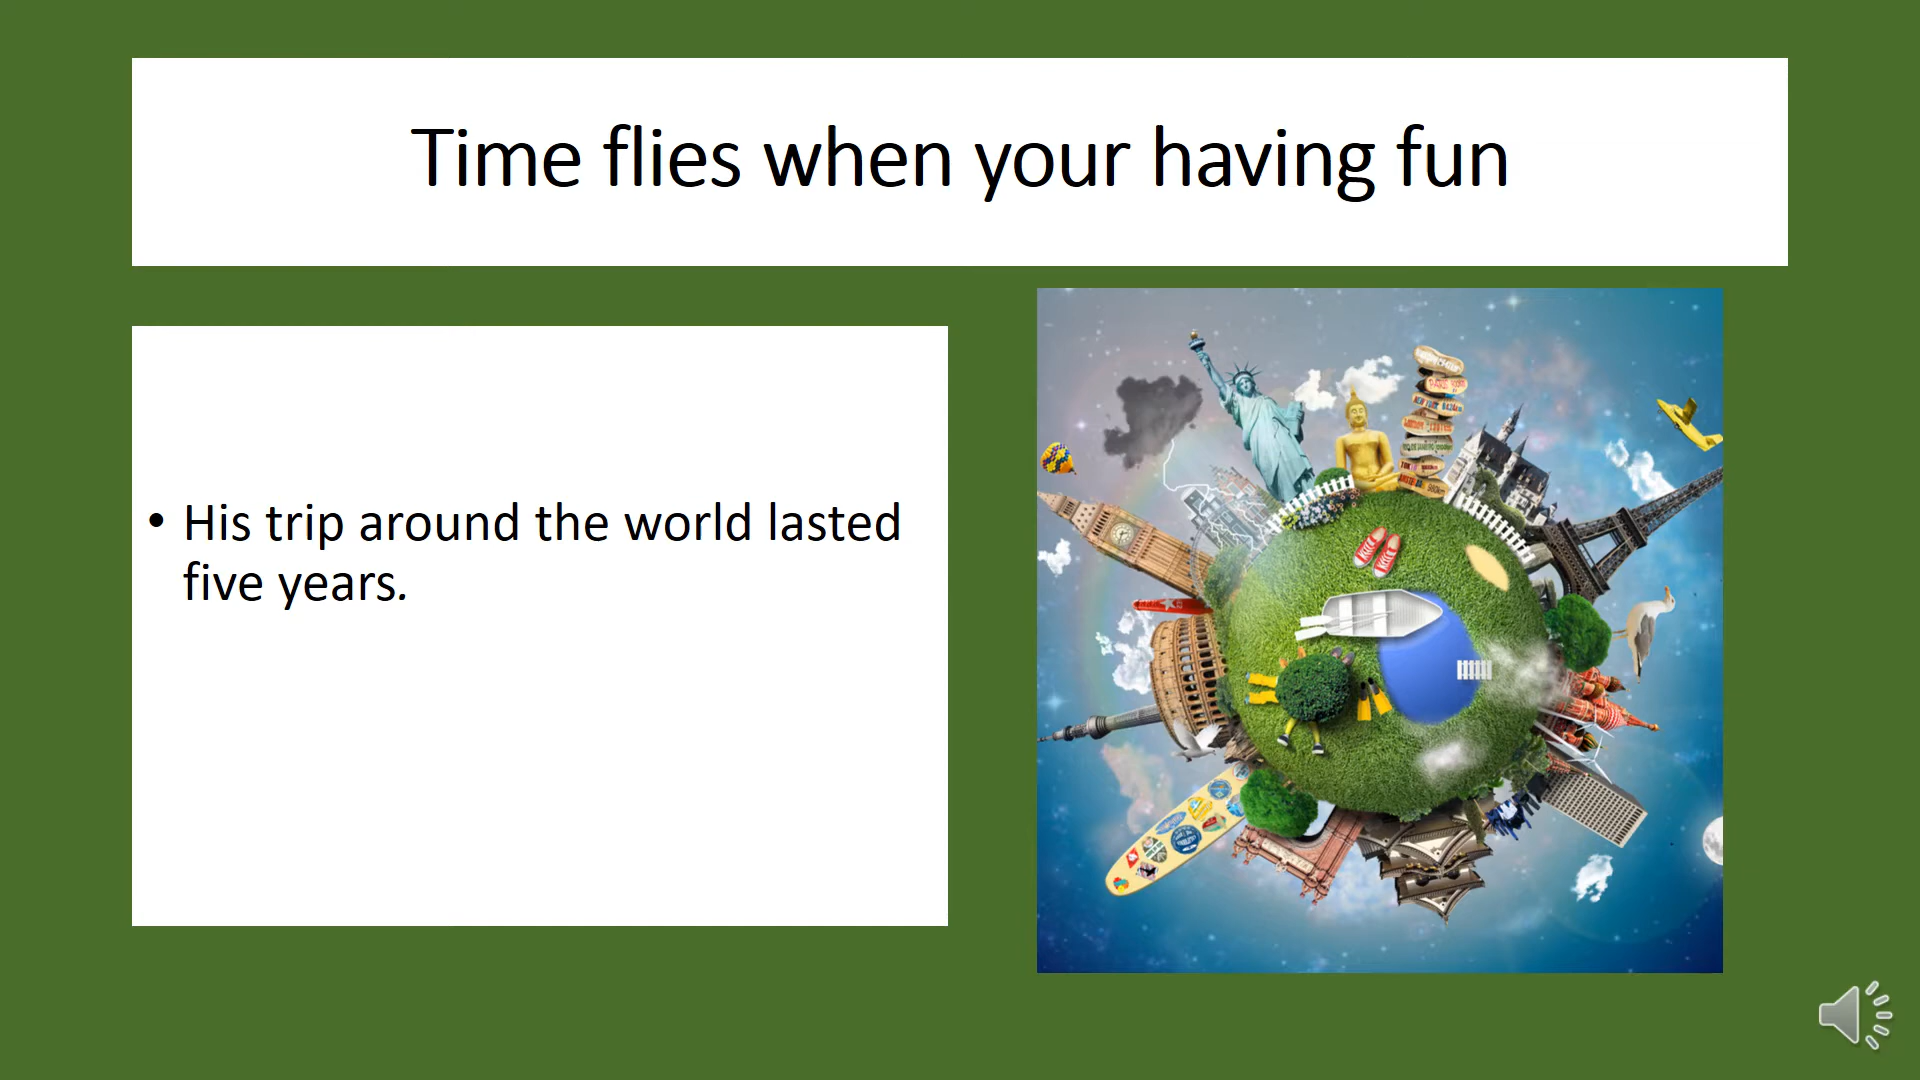 Time flies when your having fun
• His trip around the world lasted
five years.